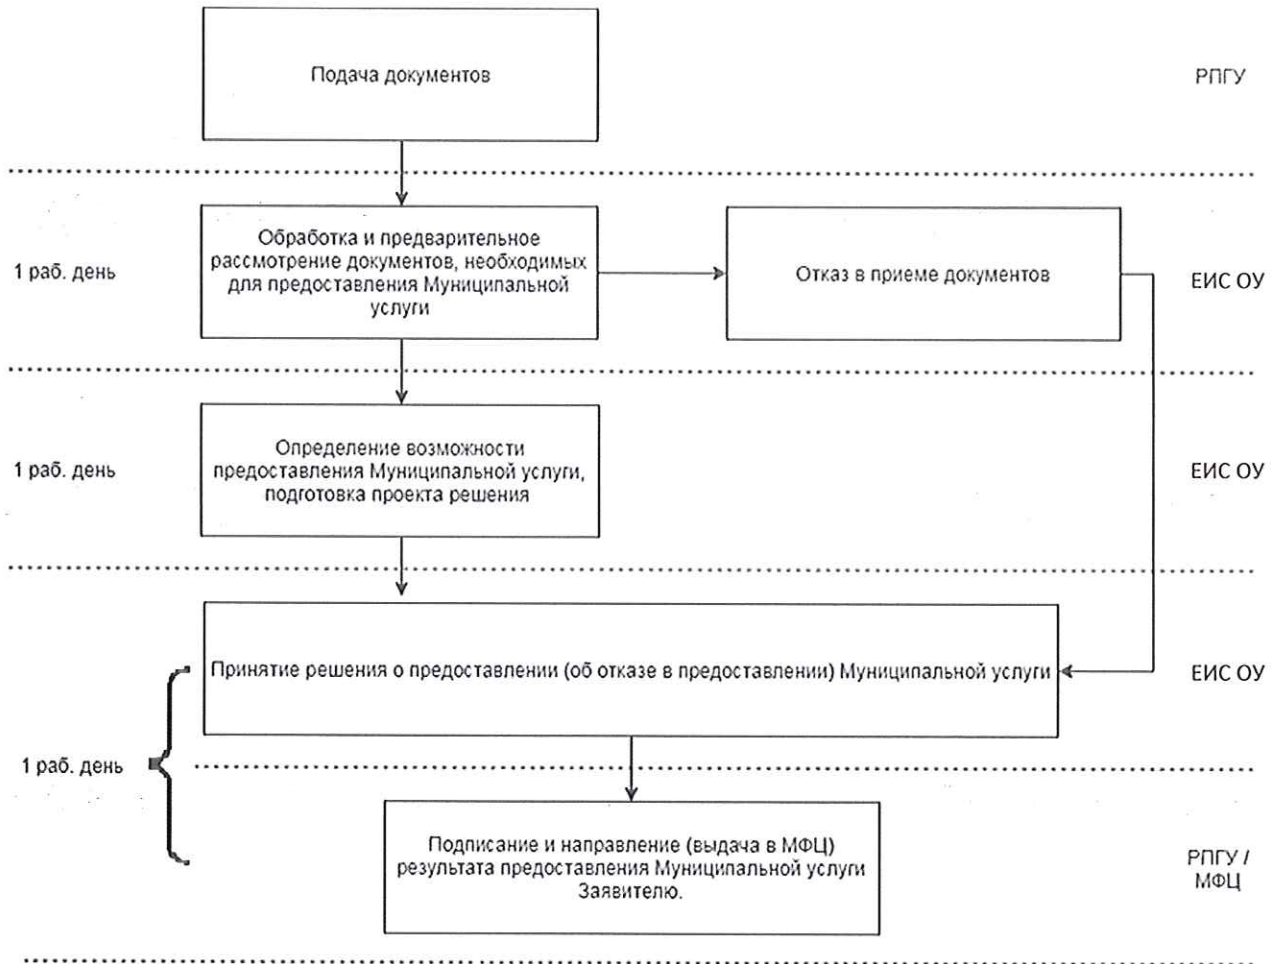 Подача документов
РПГУ
1 раб. день
Обработка и предварительное
рассмотрение документов, необходимых
для предоставления Муниципальной
услуги
Отказ в приеме документов
ЕИС ОУ
1 раб. день
Определение возможности
предоставления Муниципальной услуги,
подготовка проекта решения
ЕИС ОУ
Принятие решения о предоставлении (об отказе в предоставлении) Муниципальной услуги
ЕИС ОУ
1 раб. день
Подписание и направление (выдача в МФЦ)
результата предоставления Муниципальной услуги
Заявителю.
РПГУ /
МФЦ